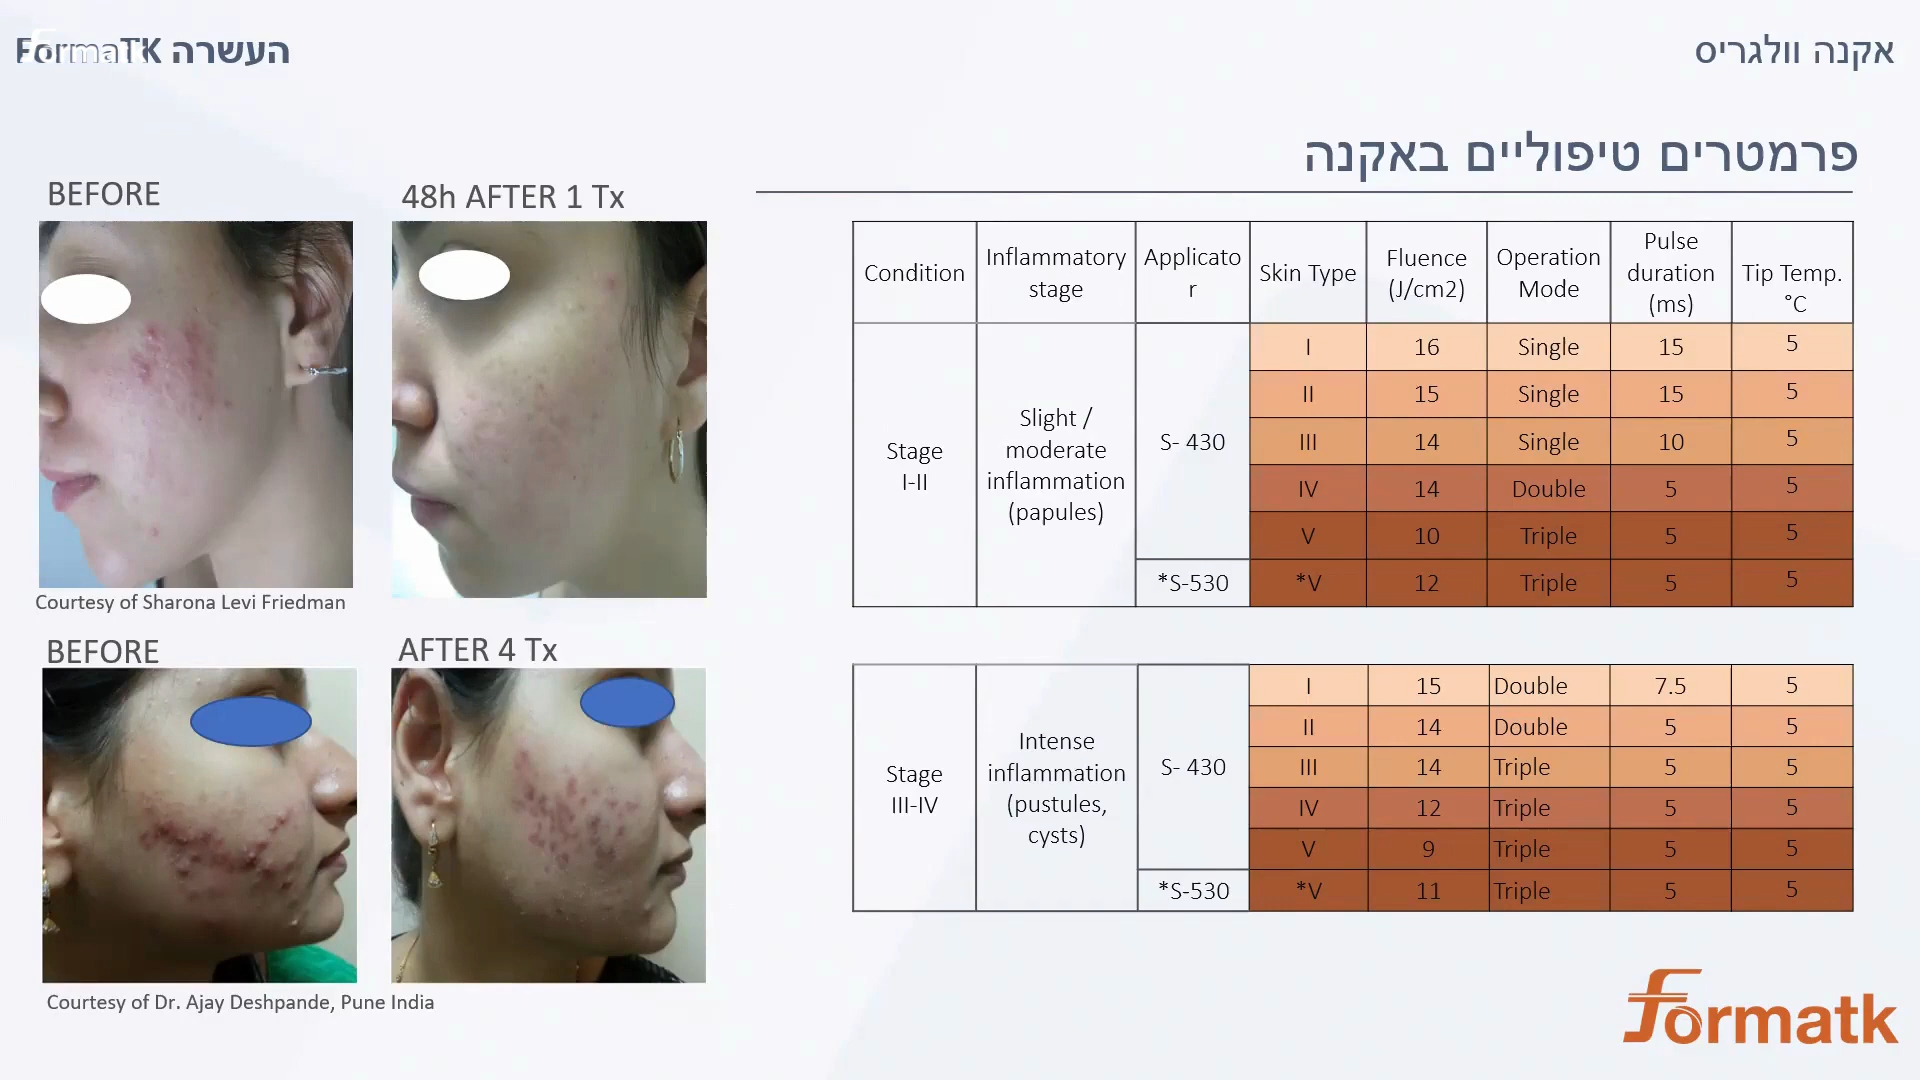 העשרה FormaTK
Formatk
אקנה וולגריס
פרמטרים טיפוליים באקנה
BEFORE
48h AFTER 1 Tx
Courtesy of Sharona Levi Friedman
BEFORE
AFTER 4 Tx
Courtesy of Dr. Ajay Deshpande, Pune India
Condition Inflammatory stage Applicato r Skin Type Fluence (J/cm2) Operation Mode Pulse duration (ms) Tip Temp. °C
Stage I-II Slight / moderate inflammation (papules)
S- 430
I 16 Single 15 5
II 15 Single 15 5
III 14 Single 10 5
IV 14 Double 5 5
V 10 Triple 5 5
*S-530 *V 12 Triple 5 5
Stage III-IV Intense inflammation (pustules, cysts)
S- 430
I 15 Double 7.5 5
II 14 Double 5 5
III 14 Triple 5 5
IV 12 Triple 5 5
V 9 Triple 5 5
*S-530 *V 11 Triple 5 5
formatk